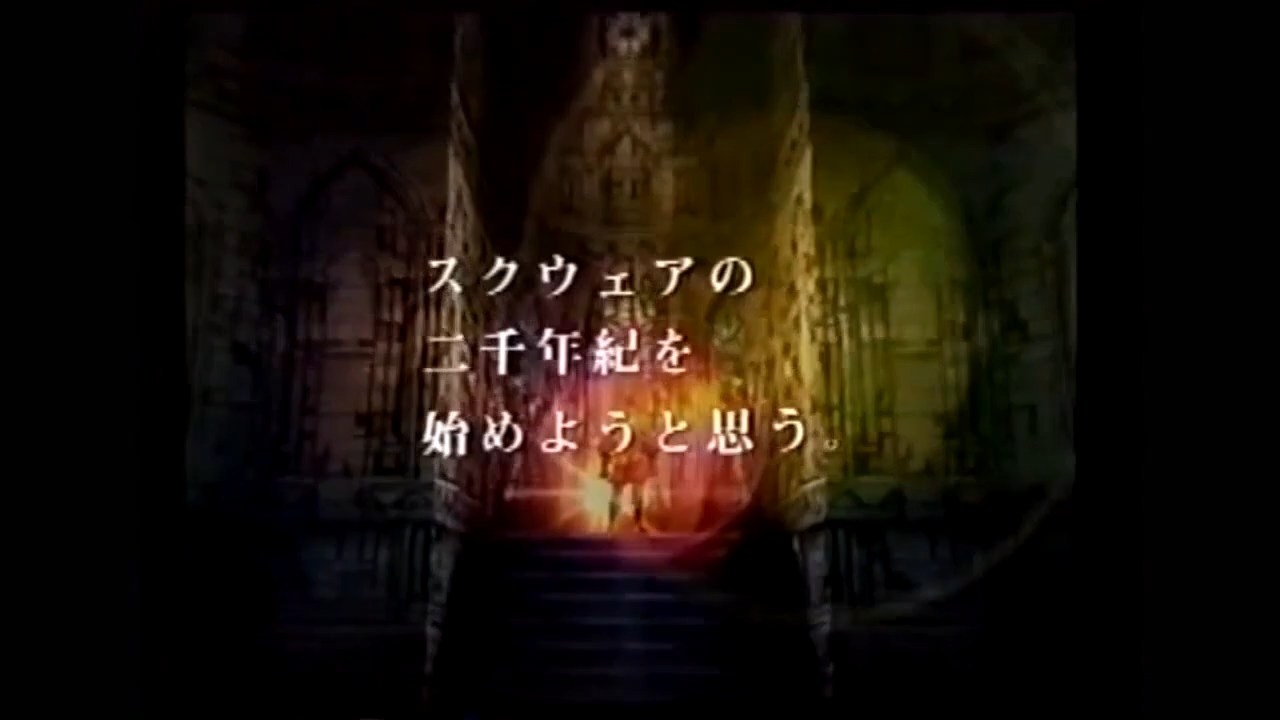 スクウェアの
二千年紀を
始めようと思う。